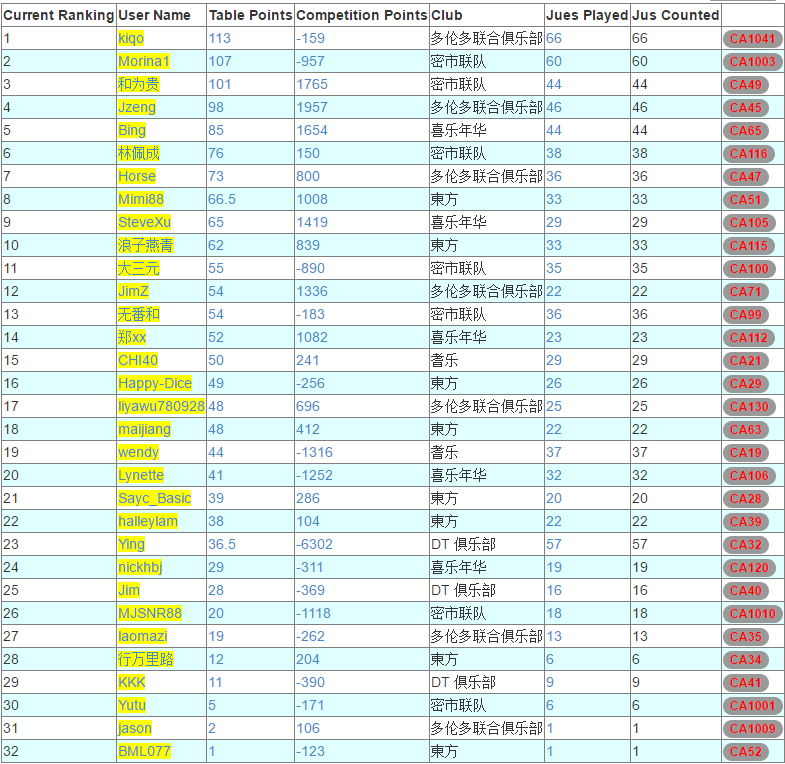 Current Ranking User Name Table Points Competition Points Club Jues Played Jus Counted
1 kiqo 113 -159 多伦多联合俱乐部 66 66 CA1041
2 Morina1 107 -957 密市联队 60 60 CA1003
3 和为贵 101 1765 密市联队 44 44 CA49
4 Jzeng 98 1957 多伦多联合俱乐部 46 46 CA45
5 Bing 85 1654 喜乐年华 44 44 CA65
6 林佩成 76 150 密市联队 38 38 CA116
7 Horse 73 800 多伦多联合俱乐部 36 36 CA47
8 Mimi88 66.5 1008 東方 33 33 CA51
9 SteveXu 65 1419 喜乐年华 29 29 CA105
10 浪子燕青 62 839 東方 33 33 CA115
11 大三元 55 -890 密市联队 35 35 CA100
12 JimZ 54 1336 多伦多联合俱乐部 22 22 CA71
13 无番和 54 -183 密市联队 36 36 CA99
14 郑xx 52 1082 喜乐年华 23 23 CA112
15 CHI40 50 241 耆乐 29 29 CA21
16 Happy-Dice 49 -256 東方 26 26 CA29
17 liyawu780928 48 696 多伦多联合俱乐部 25 25 CA130
18 maijiang 48 412 東方 22 22 CA63
19 wendy 44 -1316 耆乐 37 37 CA19
20 Lynette 41 -1252 喜乐年华 32 32 CA106
21 Sayc_Basic 39 286 東方 20 20 CA28
22 halleylam 38 104 東方 22 22 CA39
23 Ying 36.5 -6302 DT 俱乐部 57 57 CA32
24 nickhbj 29 -311 喜乐年华 19 19 CA120
25 Jim 28 -369 DT 俱乐部 16 16 CA40
26 MJSNR88 20 -1118 密市联队 18 18 CA1010
27 laomazi 19 -262 多伦多联合俱乐部 13 13 CA35
28 行万里路 12 204 東方 6 6 CA34
29 KKK 11 -390 DT 俱乐部 9 9 CA41
30 Yutu 5 -171 密市联队 6 6 CA1001
31 jason 2 106 多伦多联合俱乐部 1 1 CA1009
32 BML077 1 -123 東方 1 1 CA52